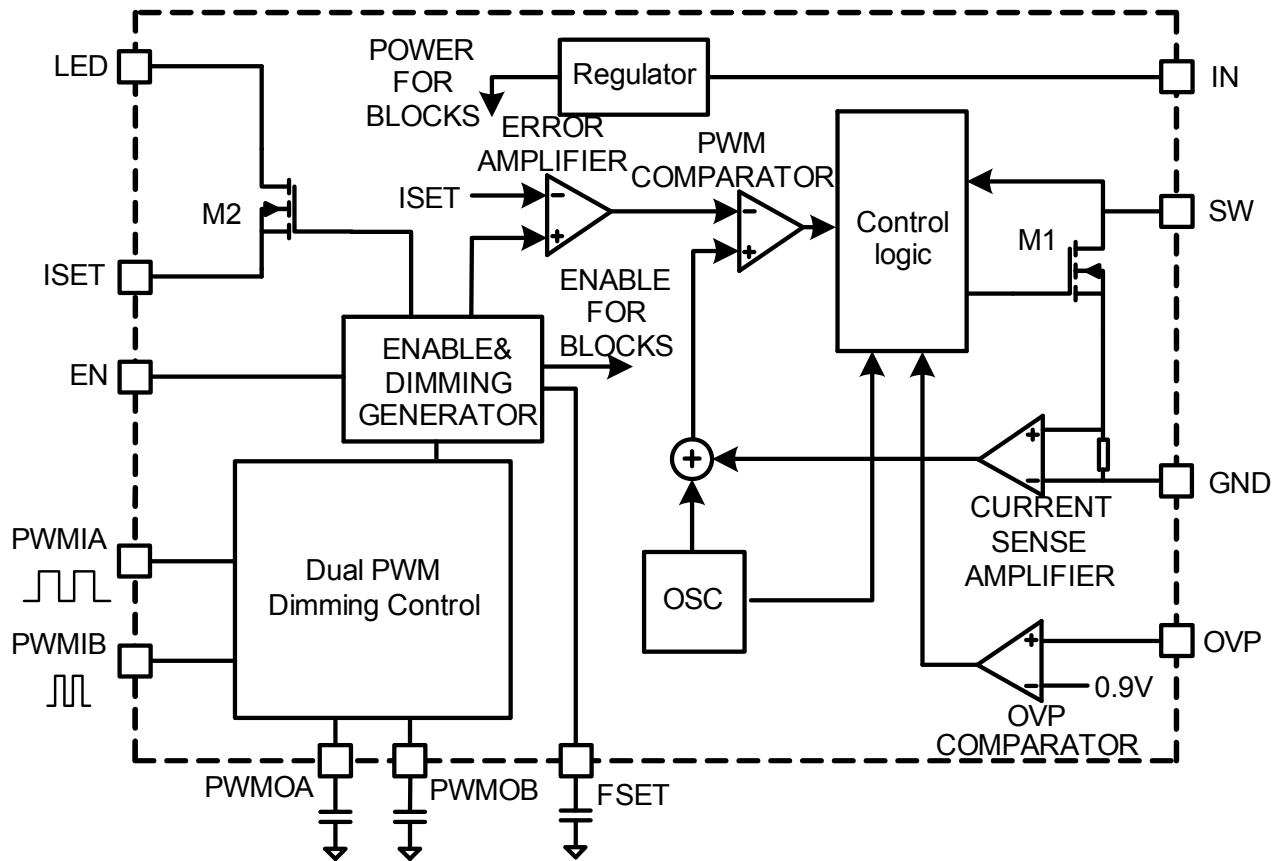 LED
POWER
FOR
BLOCKS
Regulator
IN
ERROR
AMPLIFIER
PWM
COMPARATOR
ISET
-
+
-
+
Control
logic
SW
M1
M2
ISET
ENABLE
FOR
BLOCKS
EN
ENABLE&
DIMMING
GENERATOR
+
+
-
GND
CURRENT
SENSE
AMPLIFIER
PWMIA
Dual PWM
Dimming Control
OSC
PWMIB
+
-
OVP
0.9V
OVP
COMPARATOR
PWMOA
PWMOB
FSET